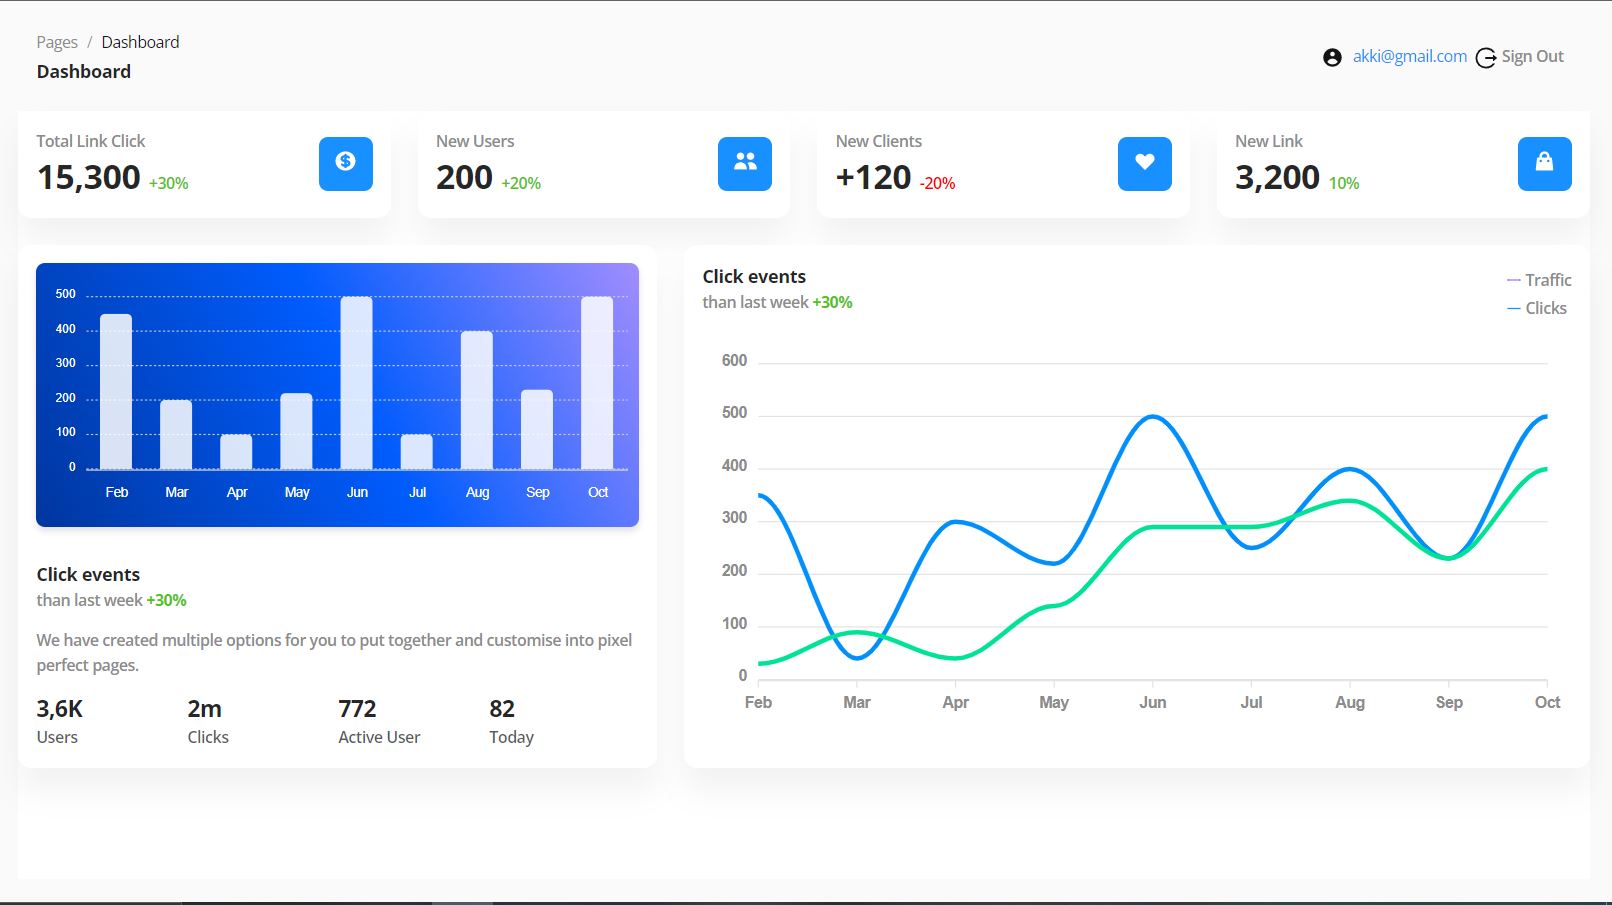 Pages / Dashboard
Dashboard
akki@gmail.com Sign Out
Total Link Click
15,300 +30%
New Users
200 +20%
New Clients
+120 -20%
New Link
3,200 10%
500
400
300
200
100
0
Feb Mar Apr May Jun Jul Aug Sep Oct
Click events
than last week +30%
We have created multiple options for you to put together and customise into pixel
perfect pages.
3,6K 2m 772 82
Users Clicks Active User Today
Click events
than last week +30%
Traffic
Clicks
600
500
400
300
200
100
0
Feb Mar Apr May Jun Jul Aug Sep Oct